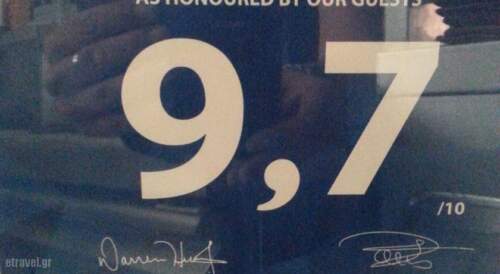 AS HONOURED BY OUR GUESTS
9,7
/10
etravel.gr